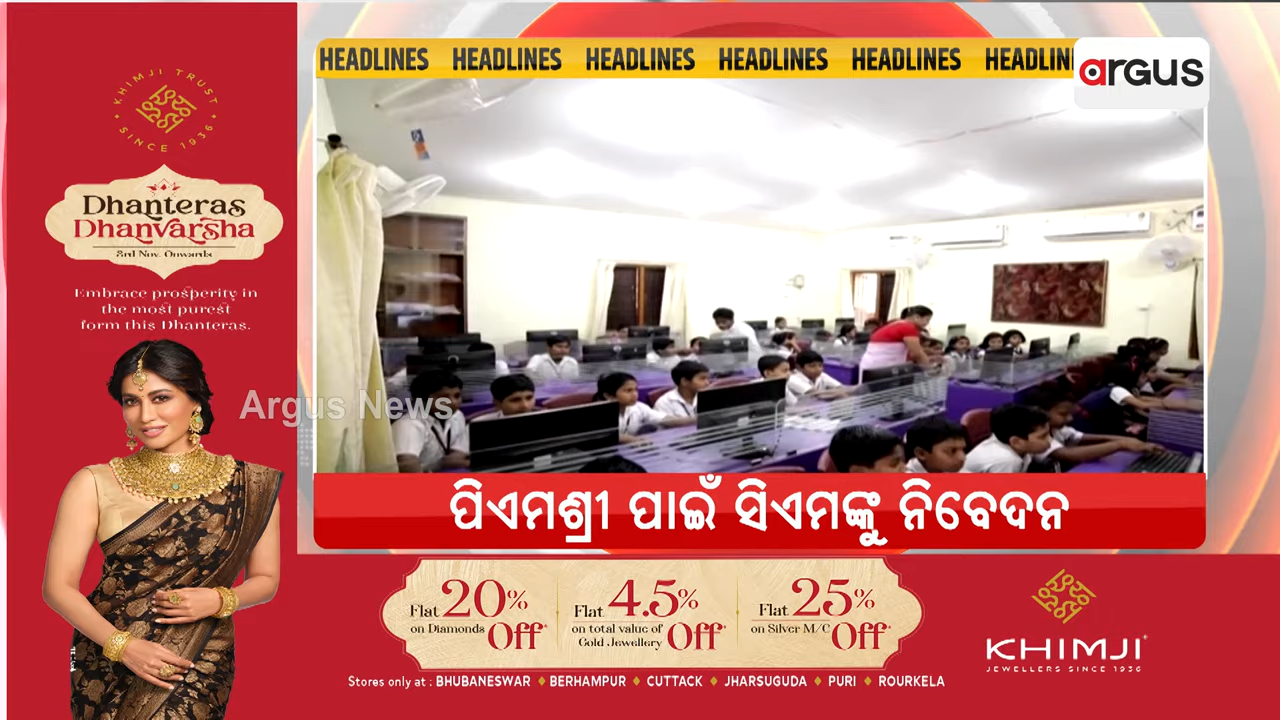 HEADLINES HEADLINES HEADLINES HEADLINES HEADLINES HEADLIN
argus
KHIMJI TRUST
SINCE 1936
Dhanteras
Dhanvarsha
3rd Nov. Onwards
Embrace prosperity in
the most purest
form this Dhanteras.
Argus News
ପିଏମଶ୍ରୀ ପାଇଁ ସିଏମଙ୍କୁ ନିବେଦନ
Flat 20% Off*
on Diamonds
Flat 4.5% Off*
on total value of
Gold Jewellery
Flat 25% Off*
on Silver M/C
KHIMJI
JEWELLERS SINCE 1936
Stores only at : BHUBANESWAR ♦ BERHAMPUR ♦ CUTTACK ♦ JHARSUGUDA ♦ PURI ♦ ROURKELA